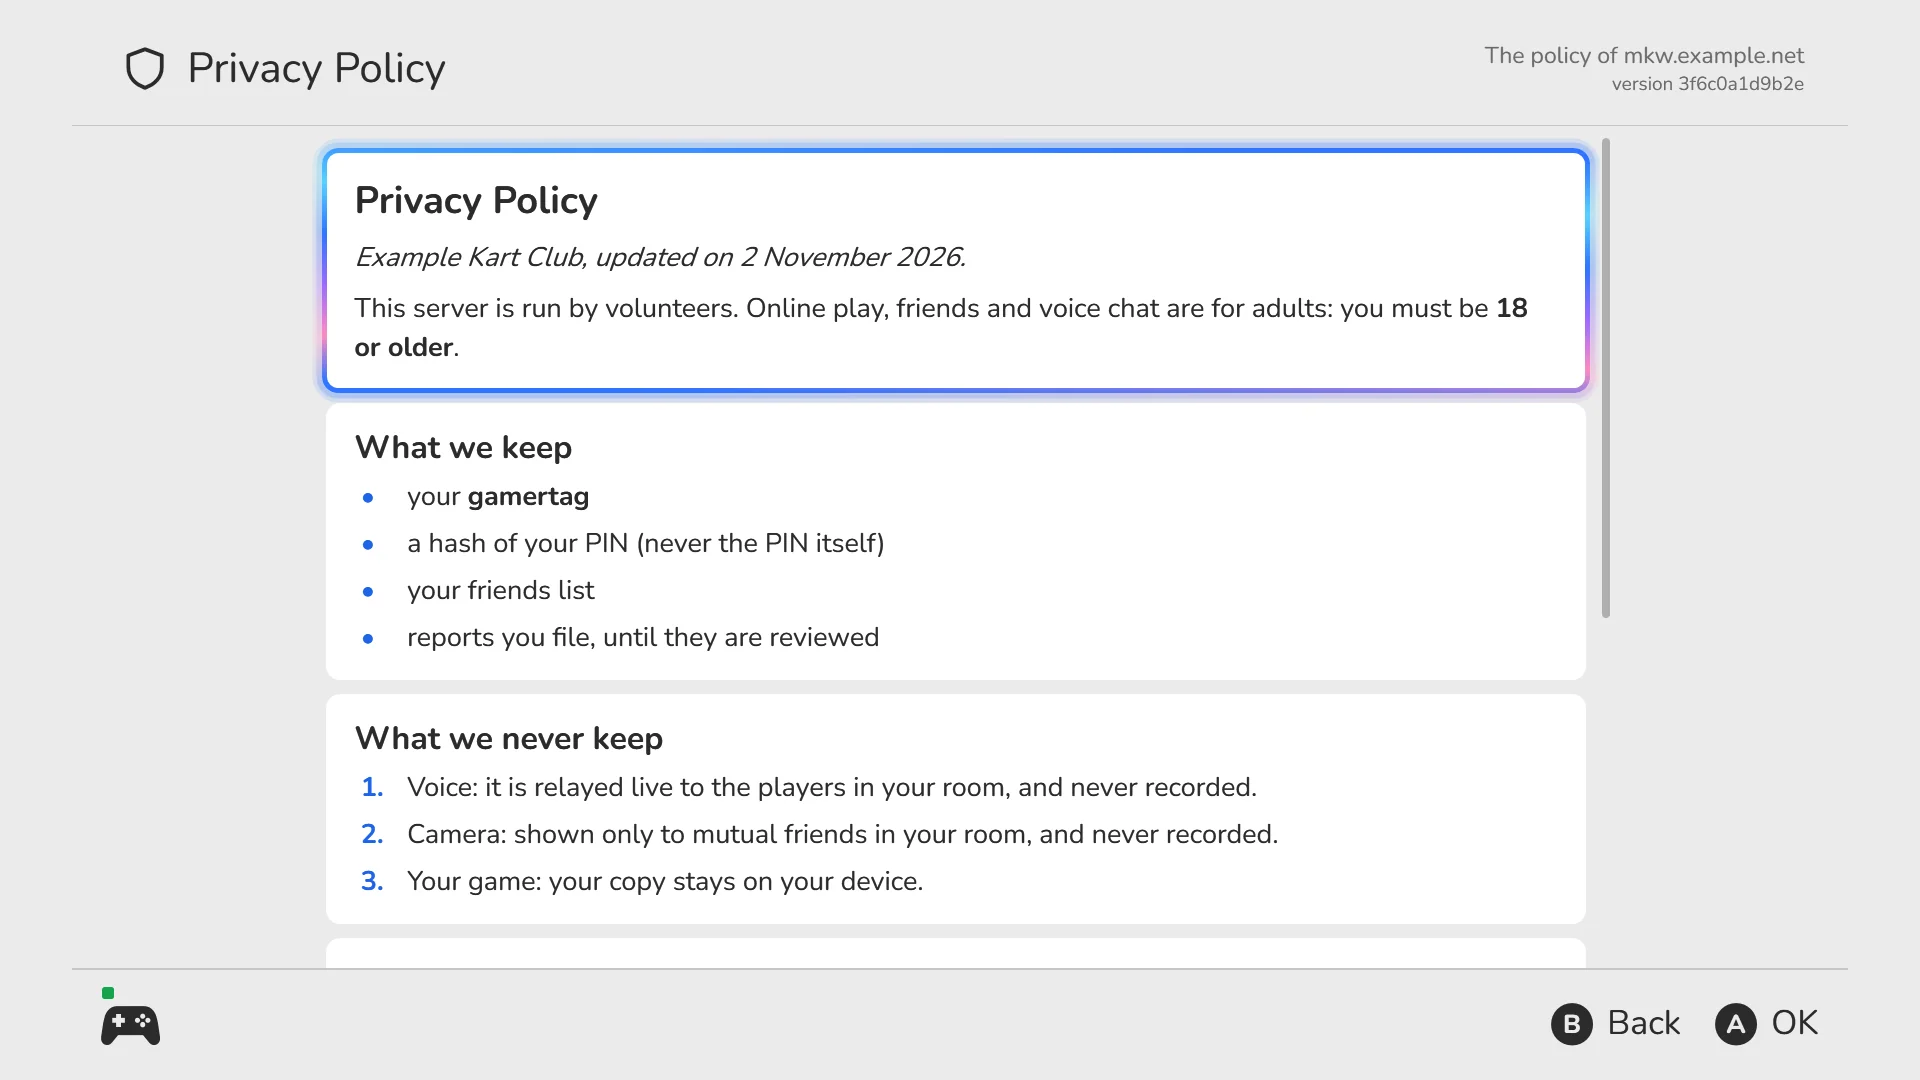 Privacy Policy
The policy of mkw.example.net
version 3f6c0a1d9b2e
Privacy Policy
Example Kart Club, updated on 2 November 2026.
This server is run by volunteers. Online play, friends and voice chat are for adults: you must be 18
or older.
What we keep
• your gamertag
• a hash of your PIN (never the PIN itself)
• your friends list
• reports you file, until they are reviewed
What we never keep
1. Voice: it is relayed live to the players in your room, and never recorded.
2. Camera: shown only to mutual friends in your room, and never recorded.
3. Your game: your copy stays on your device.
B Back A OK